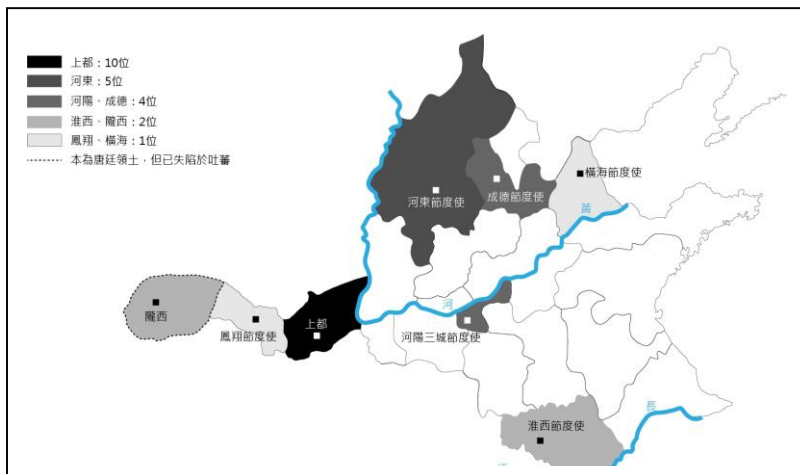 上都：10位
河東：5位
河陽、成德：4位
淮西、隴西：2位
鳳翔、橫海：1位
本為唐廷領土，但已失陷於吐蕃
橫海節度使
成德節度使
河東節度使
黃
河
隴西
鳳翔節度使
上都
河陽三城節度使
長
淮西節度使